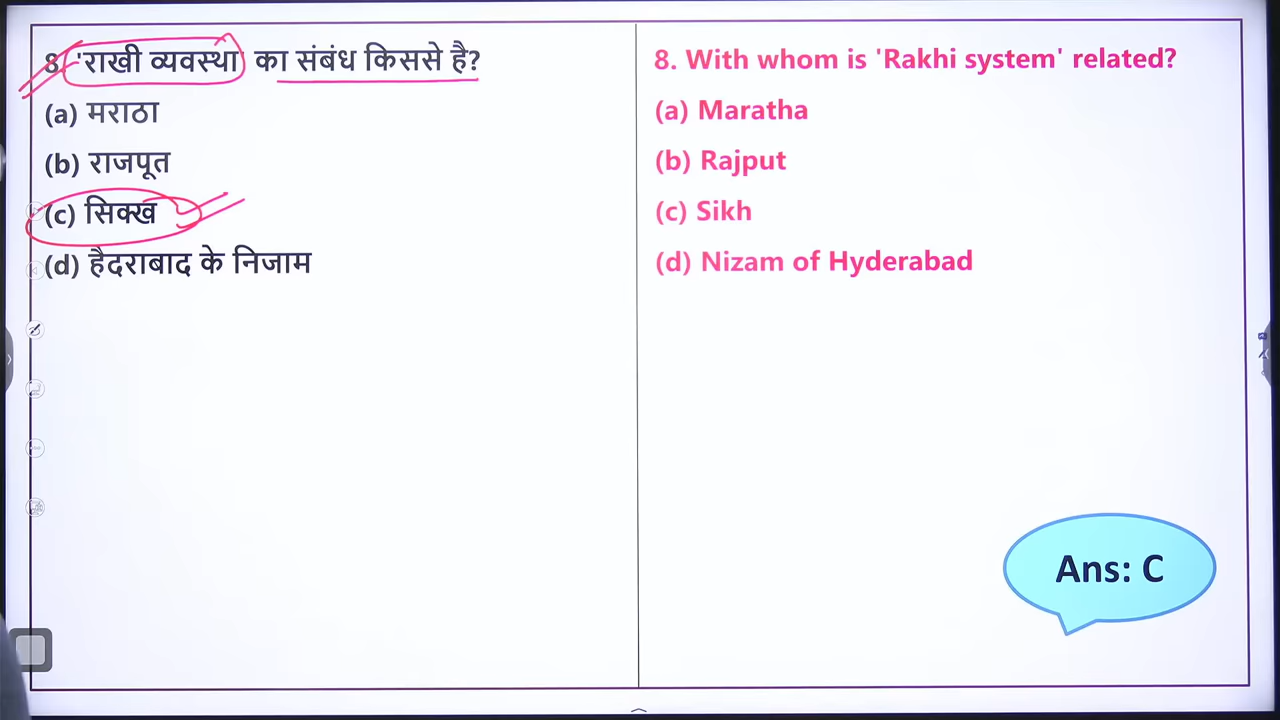 8. 'राखी व्यवस्था' का संबंध किससे है?
(a) मराठा
(b) राजपूत
(c) सिक्ख
(d) हैदराबाद के निजाम
8. With whom is 'Rakhi system' related?
(a) Maratha
(b) Rajput
(c) Sikh
(d) Nizam of Hyderabad
Ans: C